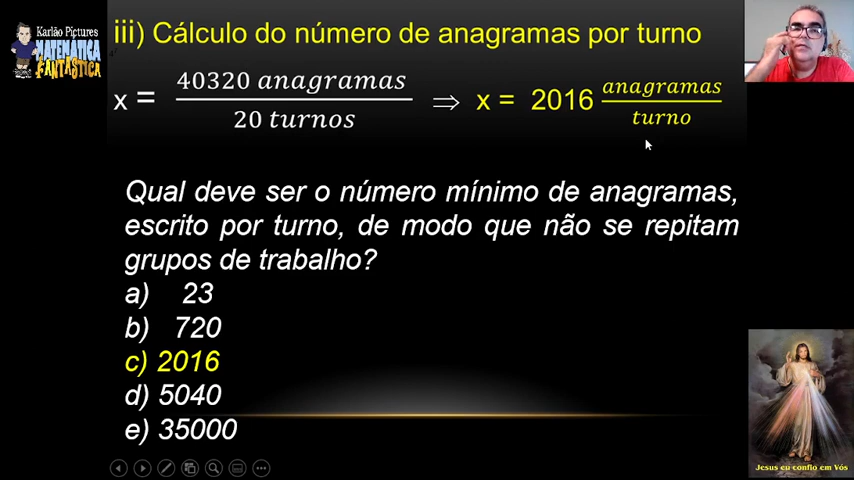 Karlão Pictures
MATEMÁTICA
FANTÁSTICA
iii) Cálculo do número de anagramas por turno
x = 40320 anagramas / 20 turnos ⇒ x = 2016 anagramas / turno
Qual deve ser o número mínimo de anagramas,
escrito por turno, de modo que não se repitam
grupos de trabalho?
a) 23
b) 720
c) 2016
d) 5040
e) 35000
Jesus eu confio em Vós